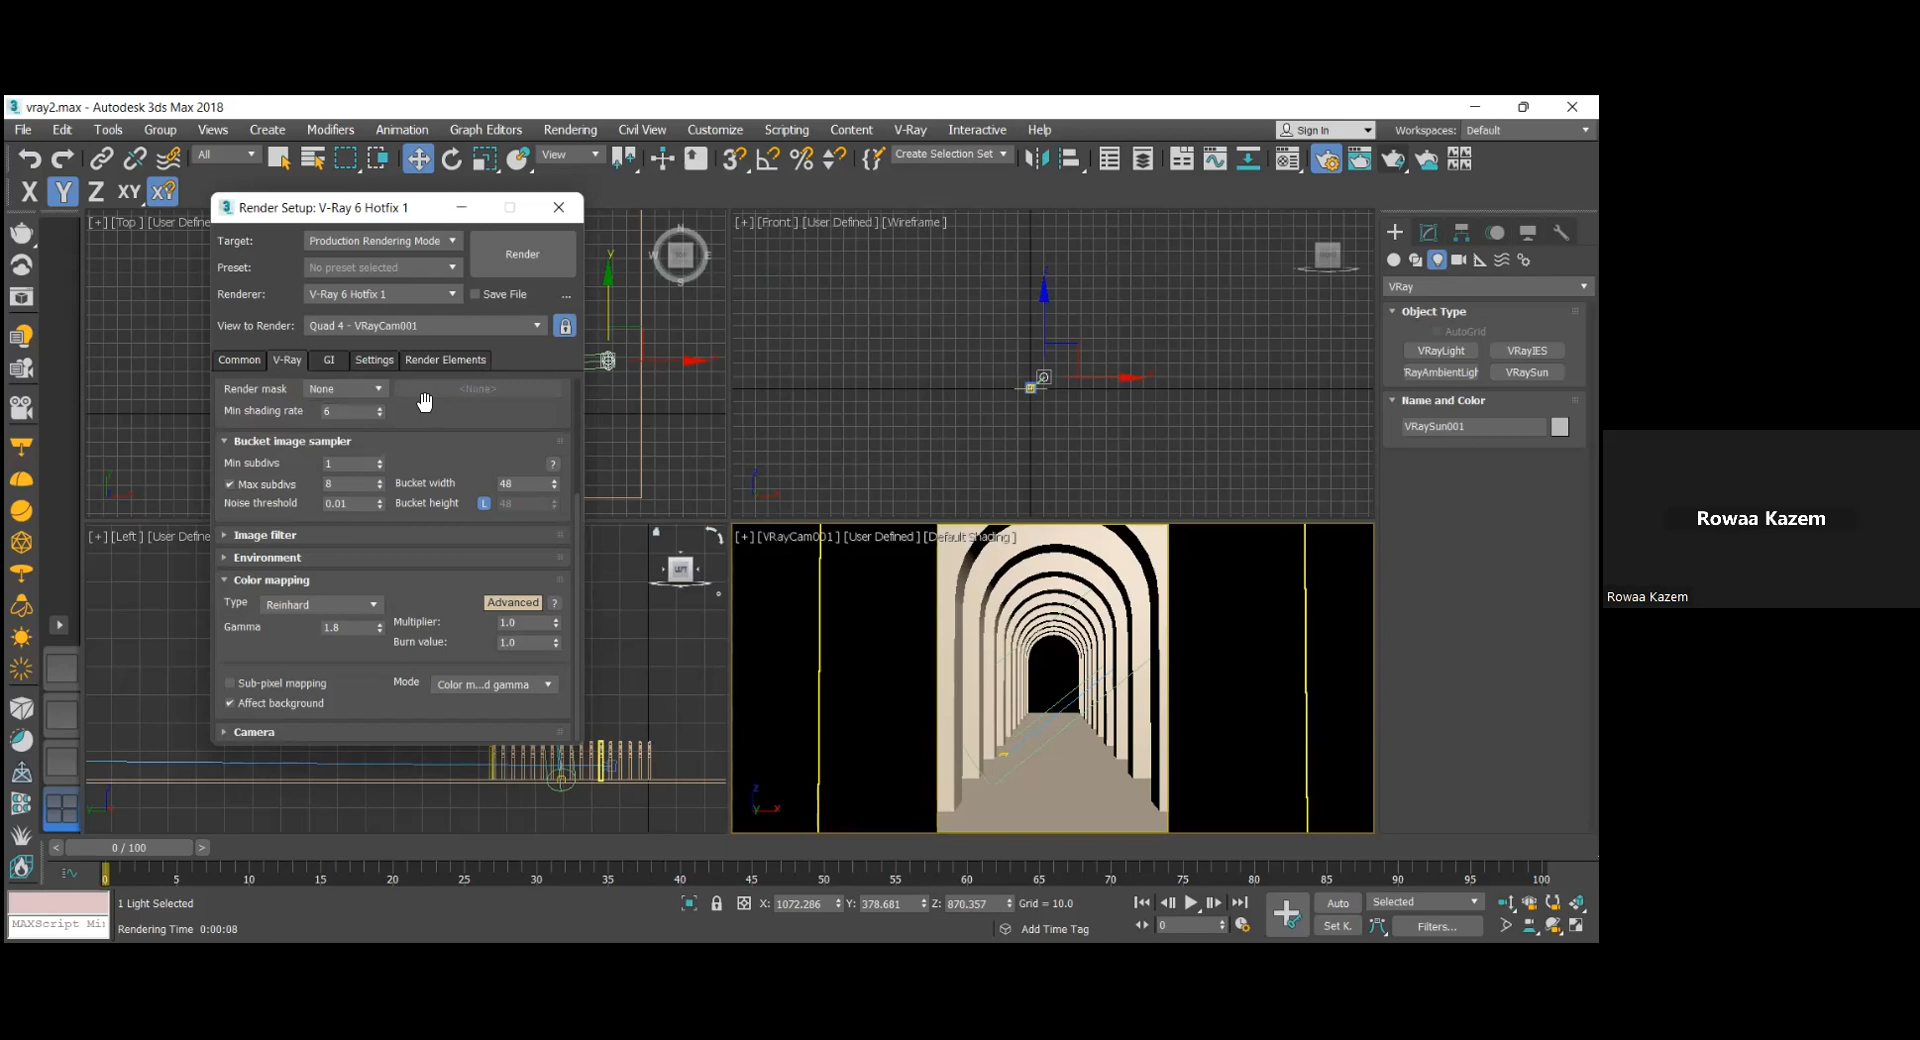 vray2.max - Autodesk 3ds Max 2018
File Edit Tools Group Views Create Modifiers Animation Graph Editors Rendering Civil View Customize Scripting Content V-Ray Interactive Help Sign In Workspaces: Default
All View Create Selection Set
X Y Z XY
Render Setup: V-Ray 6 Hotfix 1
Target: Production Rendering Mode Render
Preset: No preset selected
Renderer: V-Ray 6 Hotfix 1 Save File ...
View to Render: Quad 4 - VRayCam001
Common V-Ray GI Settings Render Elements
Render mask None <None>
Min shading rate 6
Bucket image sampler
Min subdivs 1 ?
Max subdivs 8 Bucket width 48
Noise threshold 0.01 Bucket height L 48
Image filter
Environment
Color mapping
Type Reinhard Advanced ?
Gamma 1.8 Multiplier: 1.0
Burn value: 1.0
Sub-pixel mapping Mode Color m...d gamma
Affect background
Camera
[+] [Top ] [User Defin
[+] [Front ] [User Defined ] [Wireframe ]
[+] [Left ] [User Define
[+] [VRayCam001 ] [User Defined ] [Default Shading ]
LEFT
VRay
Object Type
AutoGrid
VRayLight VRayIES
RayAmbientLigh VRaySun
Name and Color
VRaySun001
Rowaa Kazem
Rowaa Kazem
< 0 / 100 >
0 5 10 15 20 25 30 35 40 45 50 55 60 65 70 75 80 85 90 95 100
1 Light Selected X: 1072.286 Y: 378.681 Z: 870.357 Grid = 10.0 Auto Selected
MAXScript Mi
Rendering Time 0:00:08 Add Time Tag 0 Set K. Filters...